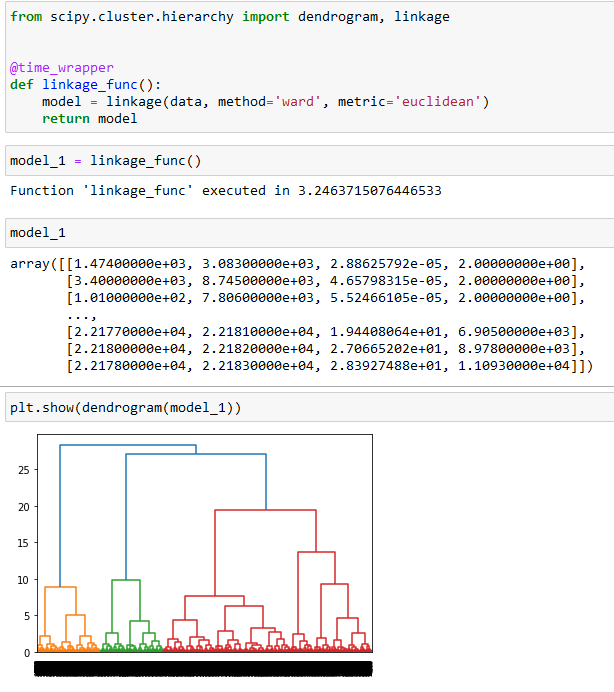 from scipy.cluster.hierarchy import dendrogram, linkage
@time_wrapper
def linkage_func():
    model = linkage(data, method='ward', metric='euclidean')
    return model
model_1 = linkage_func()
Function 'linkage_func' executed in 3.2463715076446533
model_1
array([[1.47400000e+03, 3.08300000e+03, 2.88625792e-05, 2.00000000e+00],
       [3.40000000e+03, 8.74500000e+03, 4.65798315e-05, 2.00000000e+00],
       [1.01000000e+02, 7.80600000e+03, 5.52466105e-05, 2.00000000e+00],
       ...,
       [2.21770000e+04, 2.21810000e+04, 1.94408064e+01, 6.90500000e+03],
       [2.21800000e+04, 2.21820000e+04, 2.70665202e+01, 8.97800000e+03],
       [2.21780000e+04, 2.21830000e+04, 2.83927488e+01, 1.10930000e+04]])
plt.show(dendrogram(model_1))
25
20
15
10
5
0